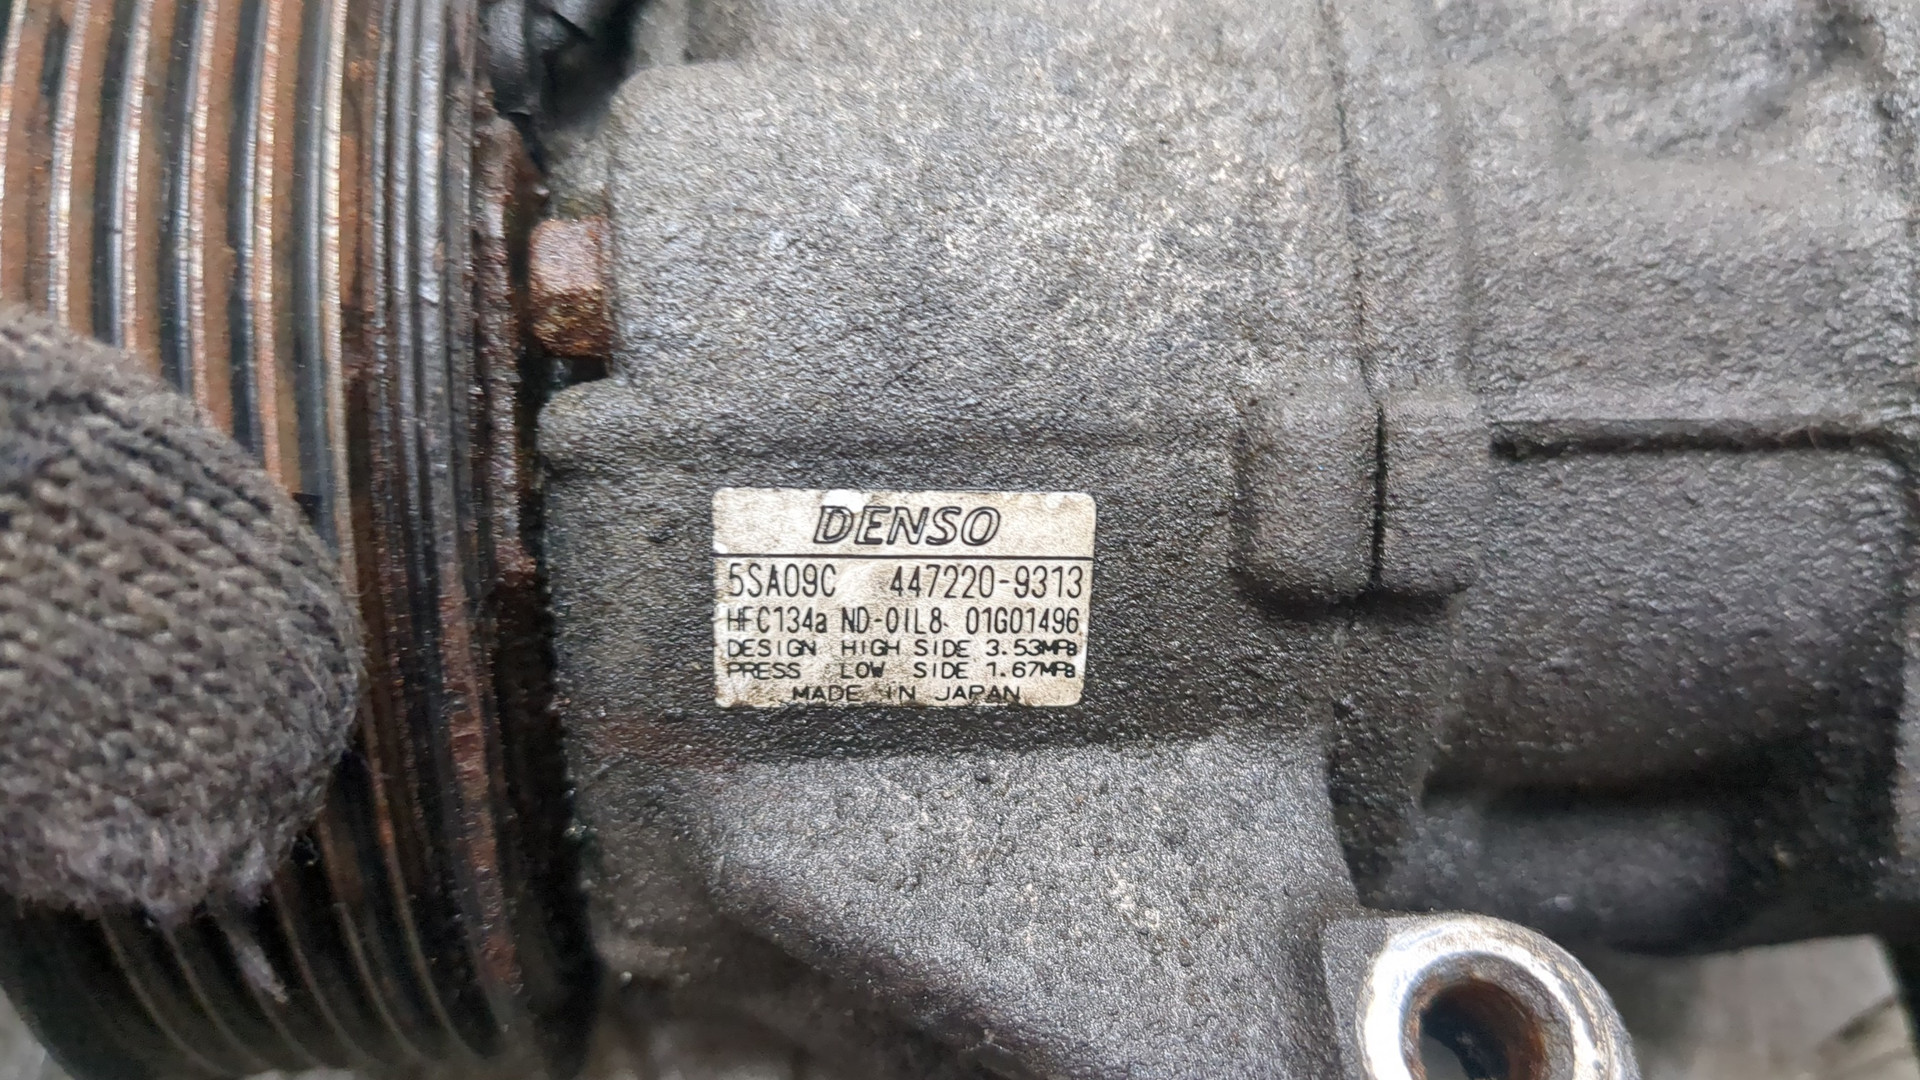 DENSO
5SA09C 447220-9313
HFC134a ND-OIL8 01G01496
DESIGN HIGH SIDE 3.53MPa
PRESS LOW SIDE 1.67MPa
MADE IN JAPAN